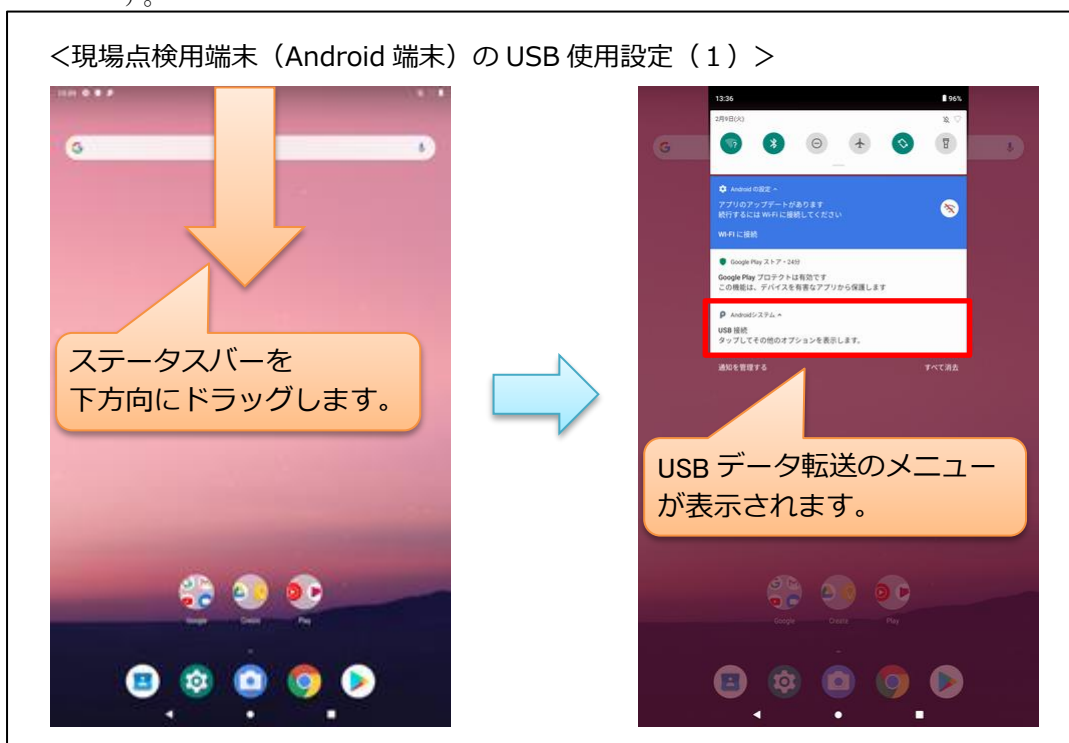 す。
<現場点検用端末（Android 端末）の USB 使用設定（１）>
ステータスバーを
下方向にドラッグします。
Google
Create
Play
13:36
96%
2月9日(火)
Android の設定
アプリのアップデートがあります
続行するには Wi-Fi に接続してください
Wi-Fi に接続
Google Play ストア・24分
Google Play プロテクトは有効です
この機能は、デバイスを有害なアプリから保護します
Androidシステム
USB 接続
タップしてその他のオプションを表示します。
通知を管理する
すべて消去
USB データ転送のメニュー
が表示されます。
Google
Create
Play